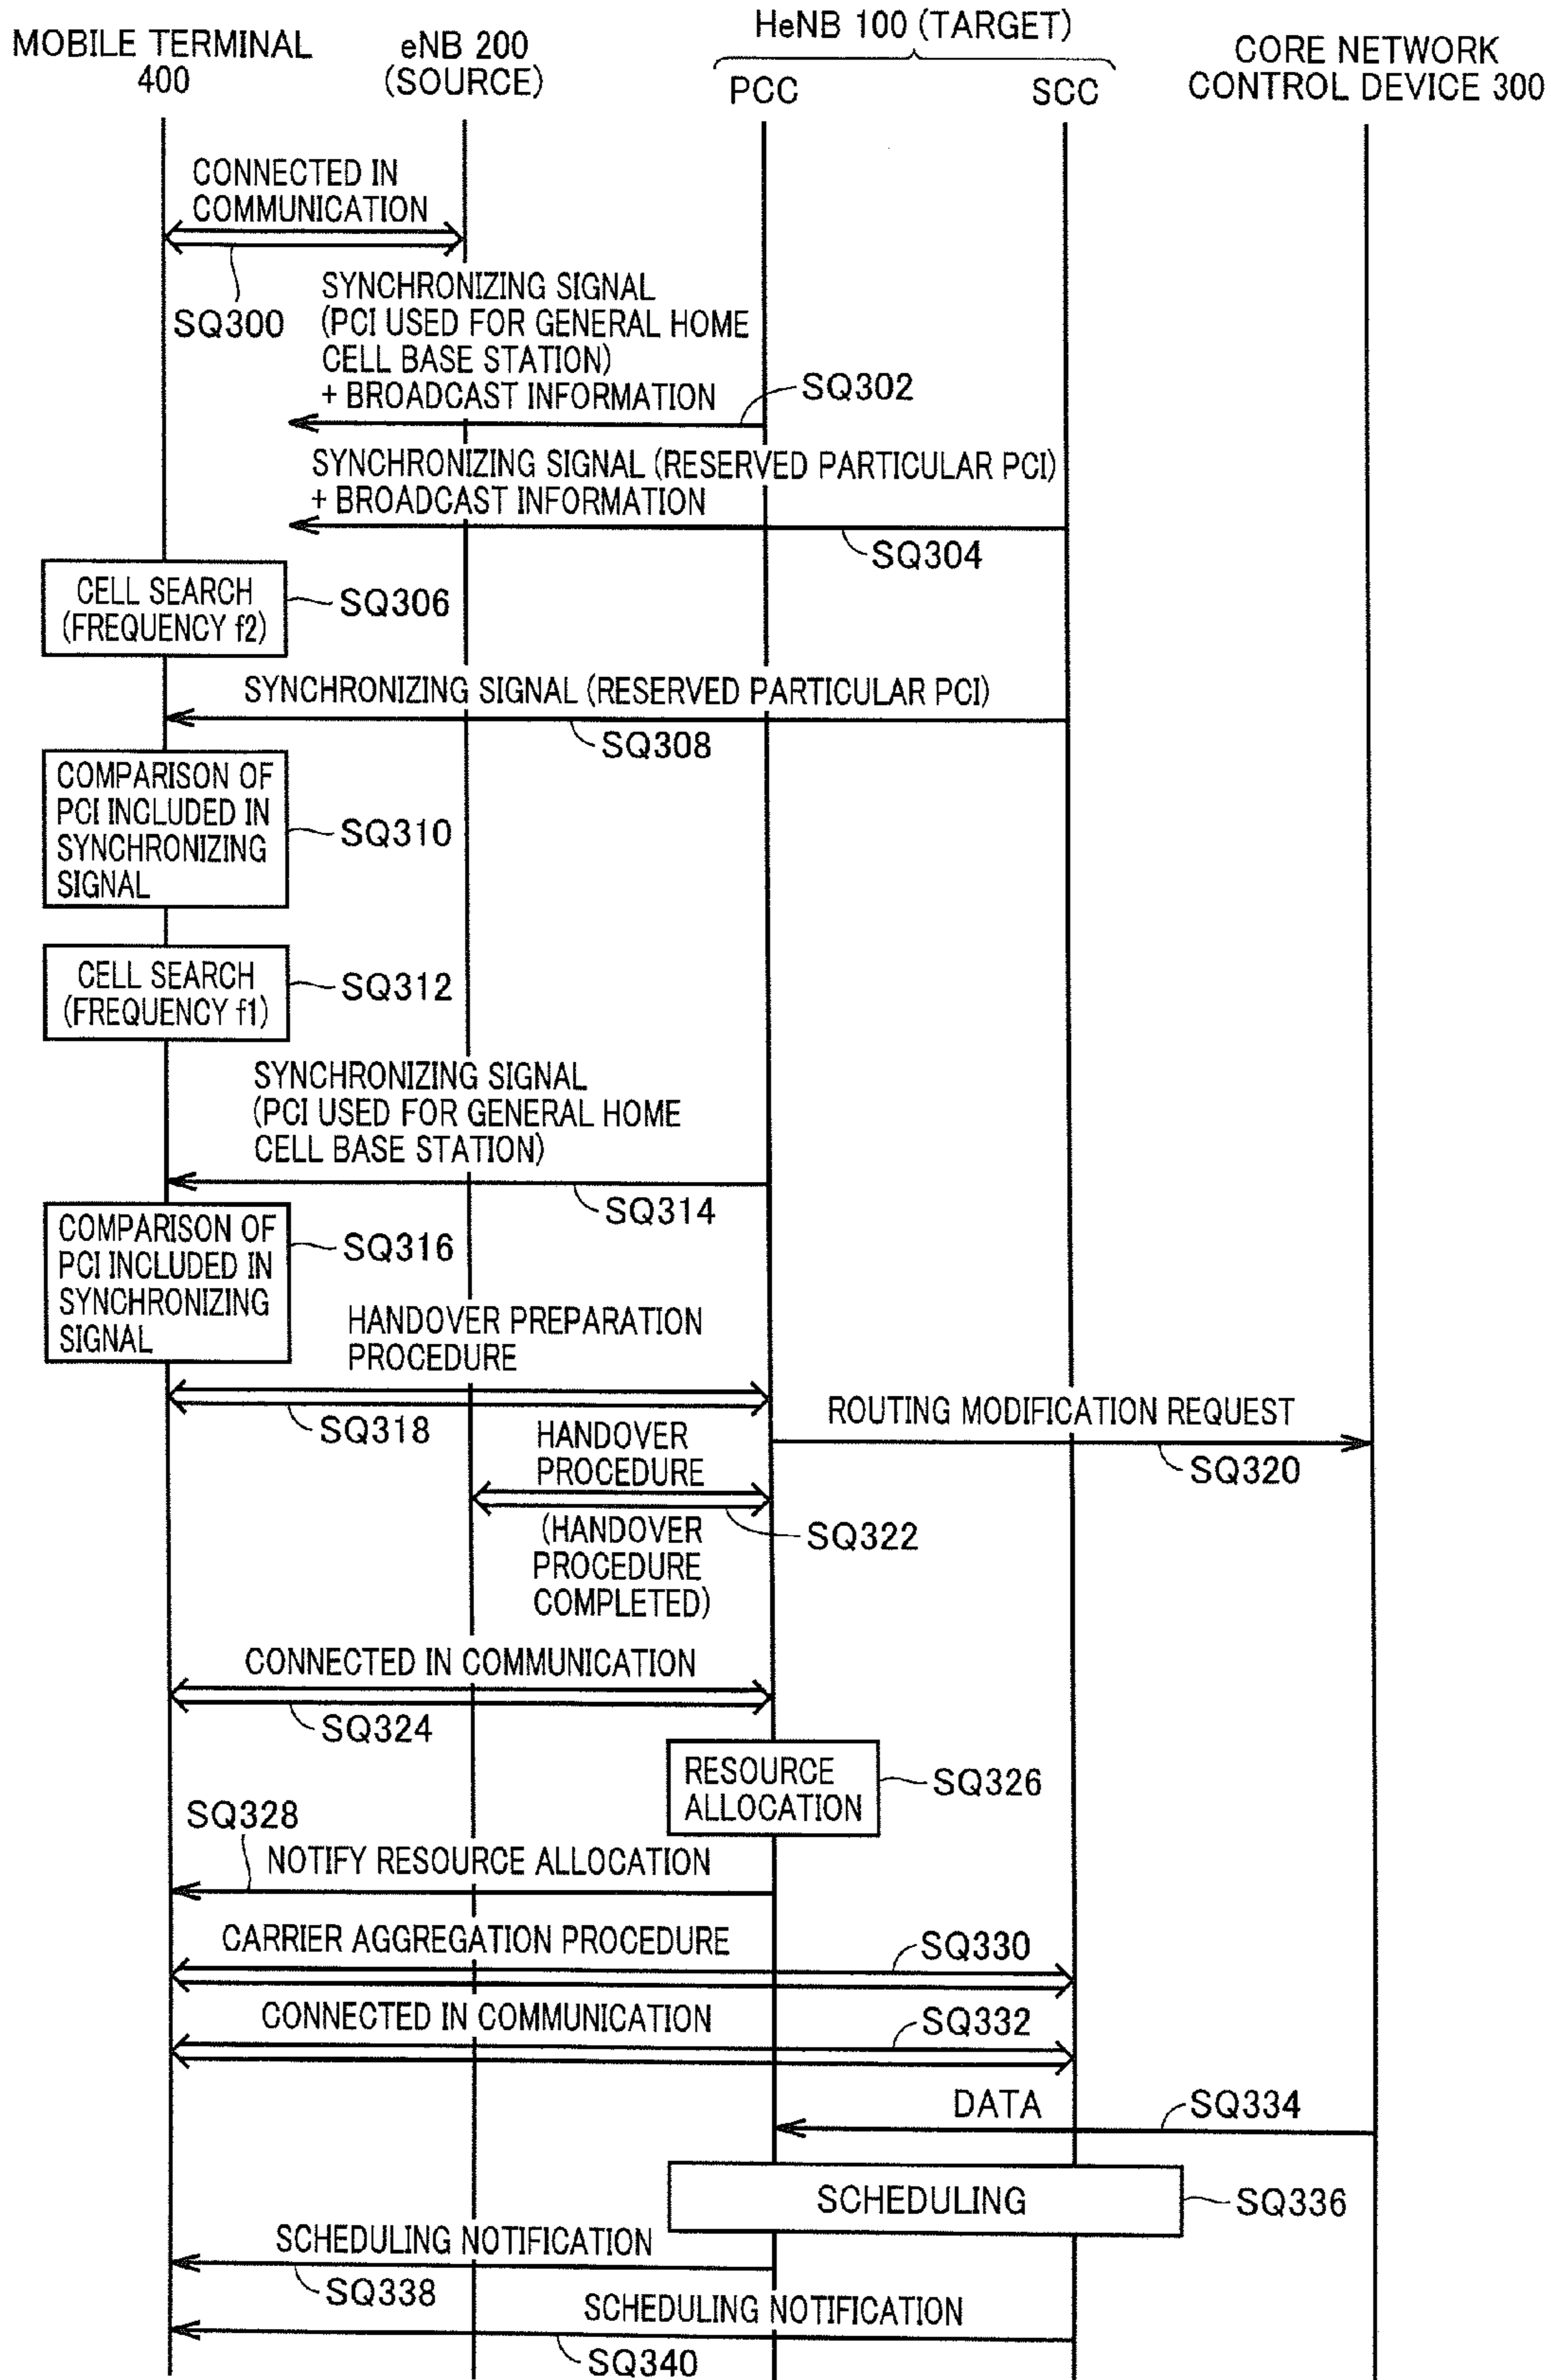 HeNB 100 (TARGET)
MOBILE TERMINAL
400
eNB 200
(SOURCE)
PCC
SCC
CORE NETWORK
CONTROL DEVICE 300
CONNECTED IN
COMMUNICATION
SQ300
SYNCHRONIZING SIGNAL
(PCI USED FOR GENERAL HOME
CELL BASE STATION)
+ BROADCAST INFORMATION
SQ302
SYNCHRONIZING SIGNAL (RESERVED PARTICULAR PCI)
+ BROADCAST INFORMATION
SQ304
CELL SEARCH
(FREQUENCY f2)
SQ306
SYNCHRONIZING SIGNAL (RESERVED PARTICULAR PCI)
SQ308
COMPARISON OF
PCI INCLUDED IN
SYNCHRONIZING
SIGNAL
SQ310
CELL SEARCH
(FREQUENCY f1)
SQ312
SYNCHRONIZING SIGNAL
(PCI USED FOR GENERAL HOME
CELL BASE STATION)
SQ314
COMPARISON OF
PCI INCLUDED IN
SYNCHRONIZING
SIGNAL
SQ316
HANDOVER PREPARATION
PROCEDURE
SQ318
ROUTING MODIFICATION REQUEST
SQ320
HANDOVER
PROCEDURE
SQ322
(HANDOVER
PROCEDURE
COMPLETED)
CONNECTED IN COMMUNICATION
SQ324
RESOURCE
ALLOCATION
SQ326
SQ328
NOTIFY RESOURCE ALLOCATION
CARRIER AGGREGATION PROCEDURE
SQ330
CONNECTED IN COMMUNICATION
SQ332
DATA
SQ334
SCHEDULING
SQ336
SCHEDULING NOTIFICATION
SQ338
SCHEDULING NOTIFICATION
SQ340